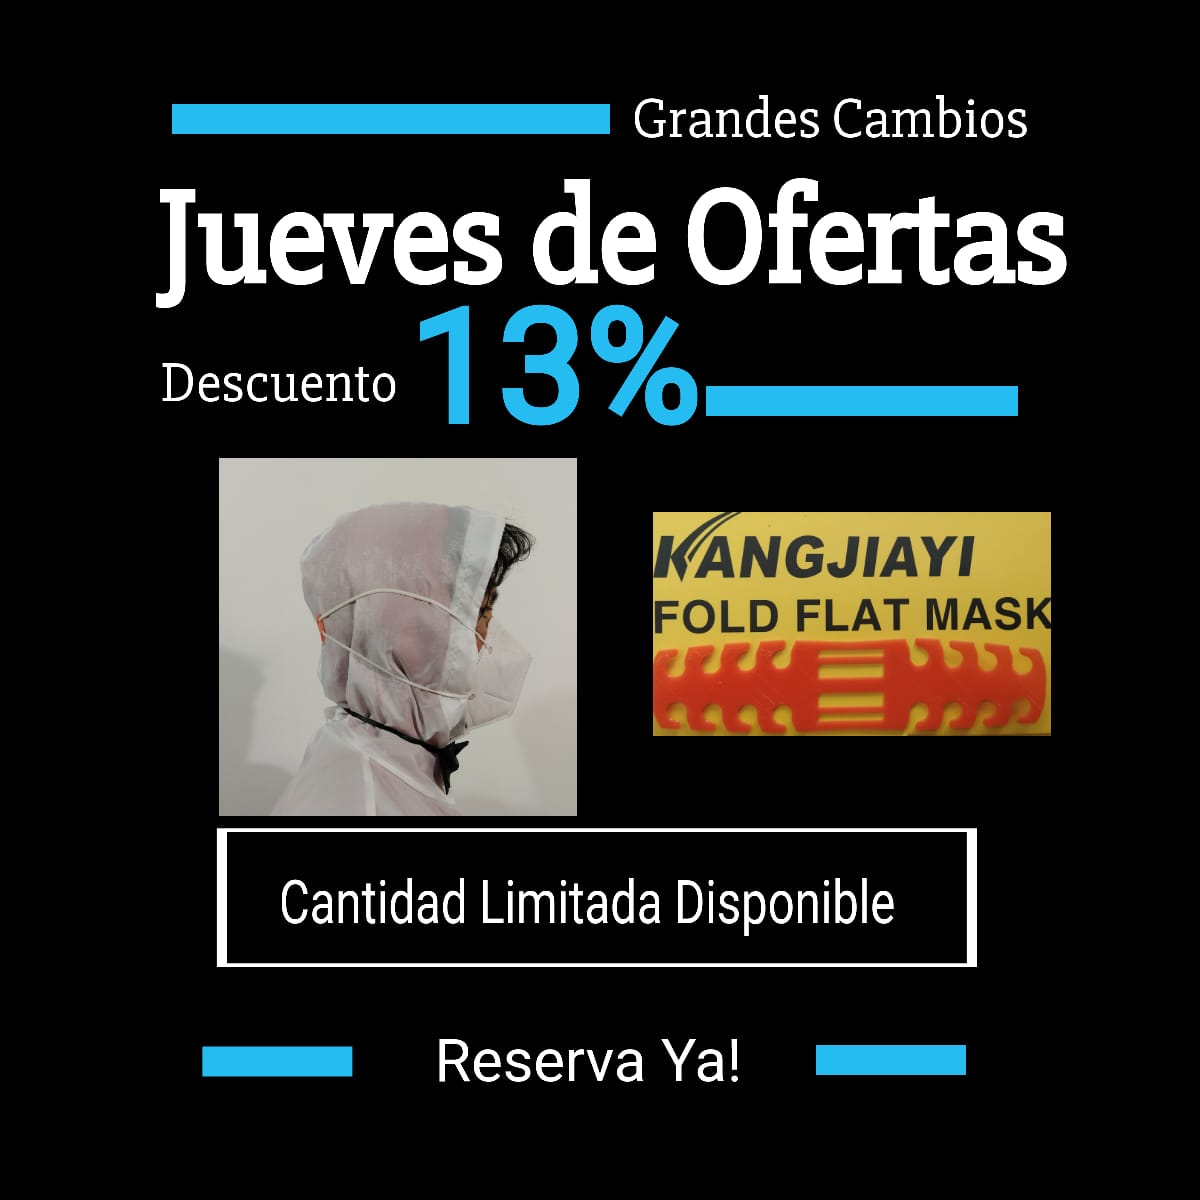 Grandes Cambios
Jueves de Ofertas
Descuento 13%
KANGJIAYI
FOLD FLAT MASK
Cantidad Limitada Disponible
Reserva Ya!